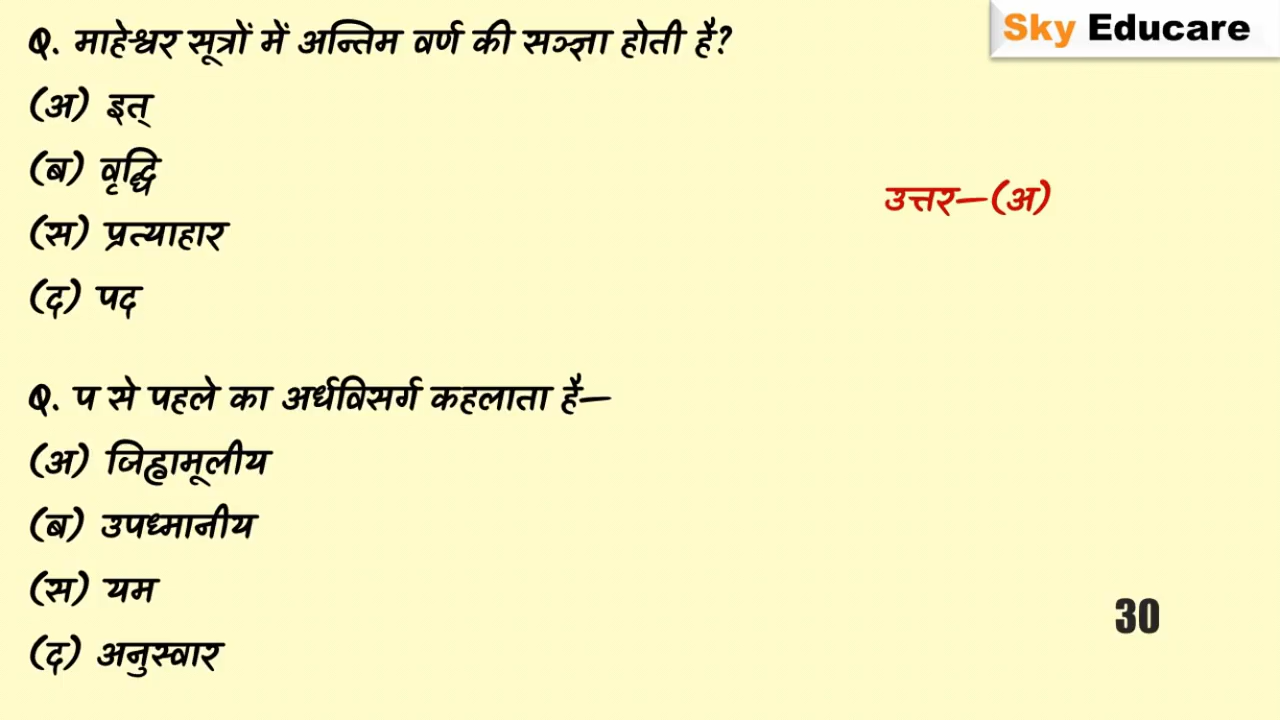 Sky Educare
Q. माहेश्वर सूत्रों में अन्तिम वर्ण की सञ्ज्ञा होती है?
(अ) इत्
(ब) वृद्धि
(स) प्रत्याहार
(द) पद
उत्तर–(अ)
Q. प से पहले का अर्धविसर्ग कहलाता है–
(अ) जिह्वामूलीय
(ब) उपध्मानीय
(स) यम
(द) अनुस्वार
30